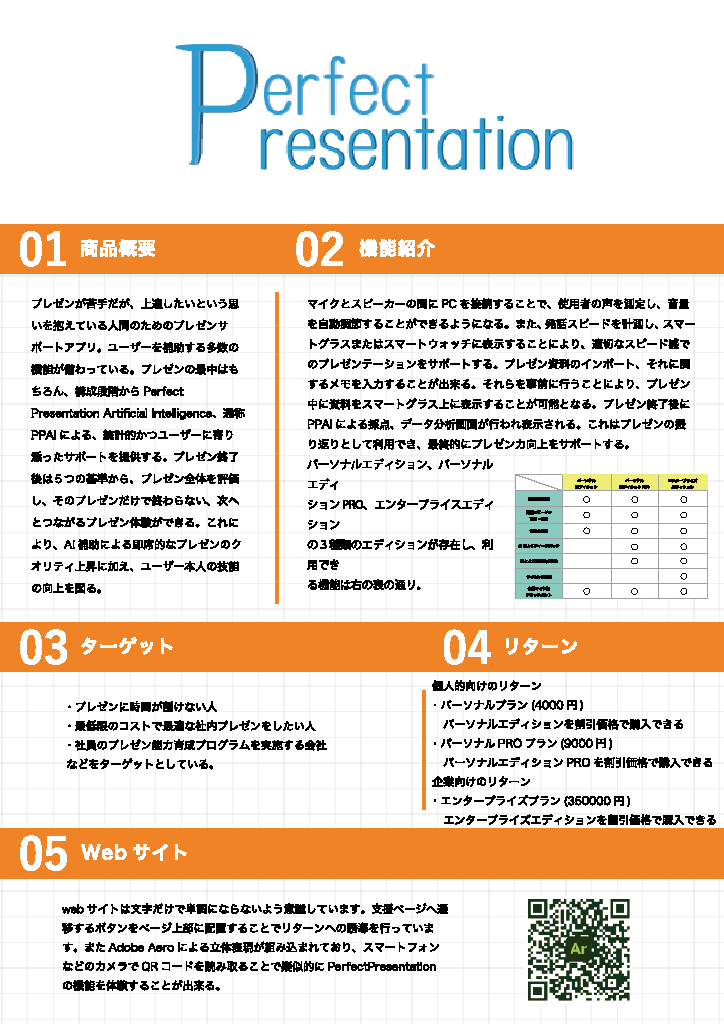 Perfect
Presentation
01 商品概要
プレゼンが苦手だが、上達したいという思
いを抱えている人間のためのプレゼンサ
ポートアプリ。ユーザーを補助する多数の
機能が備わっている。プレゼンの最中はも
ちろん、構成段階から Perfect
Presentation Artificial Intelligence、通称
PPAI による、統計的かつユーザーに寄り
添ったサポートを提供する。プレゼン終了
後は５つの基準から、プレゼン全体を評価
し、そのプレゼンだけで終わらない、次へ
とつながるプレゼン体験ができる。これに
より、AI 補助による即席的なプレゼンのク
オリティ上昇に加え、ユーザー本人の技能
の向上を図る。
02 機能紹介
マイクとスピーカーの間に PC を接続することで、使用者の声を測定し、音量
を自動調節することができるようになる。また、発話スピードを計測し、スマー
トグラスまたはスマートウォッチに表示することにより、適切なスピード感で
のプレゼンテーションをサポートする。プレゼン資料のインポート、それに関
するメモを入力することが出来る。それらを事前に行うことにより、プレゼン
中に資料をスマートグラス上に表示することが可能となる。プレゼン終了後に
PPAI による採点、データ分析画面が行われ表示される。これはプレゼンの振
り返りとして利用でき、最終的にプレゼン力向上をサポートする。
パーソナルエディション、パーソナル
エディ
ション PRO、エンタープライスエディ
ション
の３種類のエディションが存在し、利
用でき
る機能は右の表の通り。
03 ターゲット
・プレゼンに時間が割けない人
・最低限のコストで最適な社内プレゼンをしたい人
・社員のプレゼン能力育成プログラムを実施する会社
などをターゲットとしている。
04 リターン
個人的向けのリターン
・パーソナルプラン (4000 円 )
パーソナルエディションを割引価格で購入できる
・パーソナル PRO プラン (9000 円 )
パーソナルエディション PRO を割引価格で購入できる
企業向けのリターン
・エンタープライズプラン (350000 円 )
エンタープライズエディションを割引価格で購入できる
05 Web サイト
web サイトは文字だけで単調にならないよう意識しています。支援ページへ遷
移するボタンをページ上部に配置することでリターンへの誘導を行っていま
す。また Adobe Aero による立体表現が組み込まれており、スマートフォン
などのカメラで QR コードを読み取ることで疑似的に PerfectPresentation
の機能を体験することが出来る。
Ar